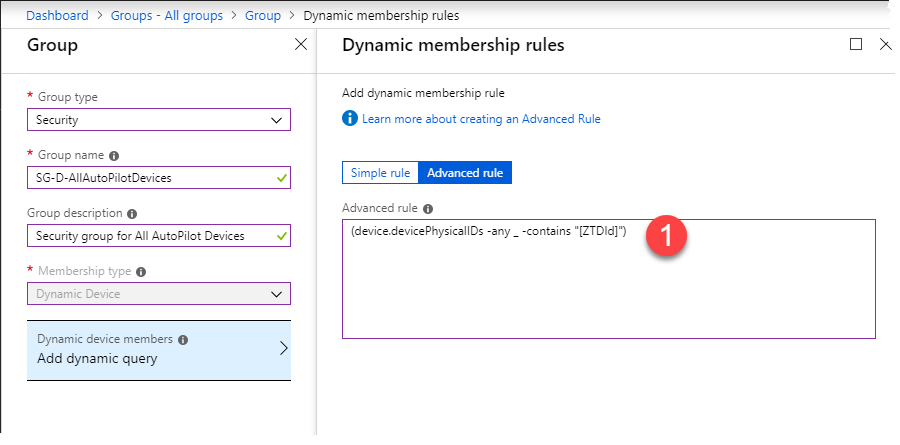 Dashboard > Groups - All groups > Group > Dynamic membership rules
Group
* Group type
Security
* Group name
SG-D-AllAutoPilotDevices
Group description
Security group for All AutoPilot Devices
* Membership type
Dynamic Device
Dynamic device members
Add dynamic query
Dynamic membership rules
Add dynamic membership rule
Learn more about creating an Advanced Rule
Simple rule
Advanced rule
Advanced rule
(device.devicePhysicalIDs -any _ -contains "[ZTDId]")
1